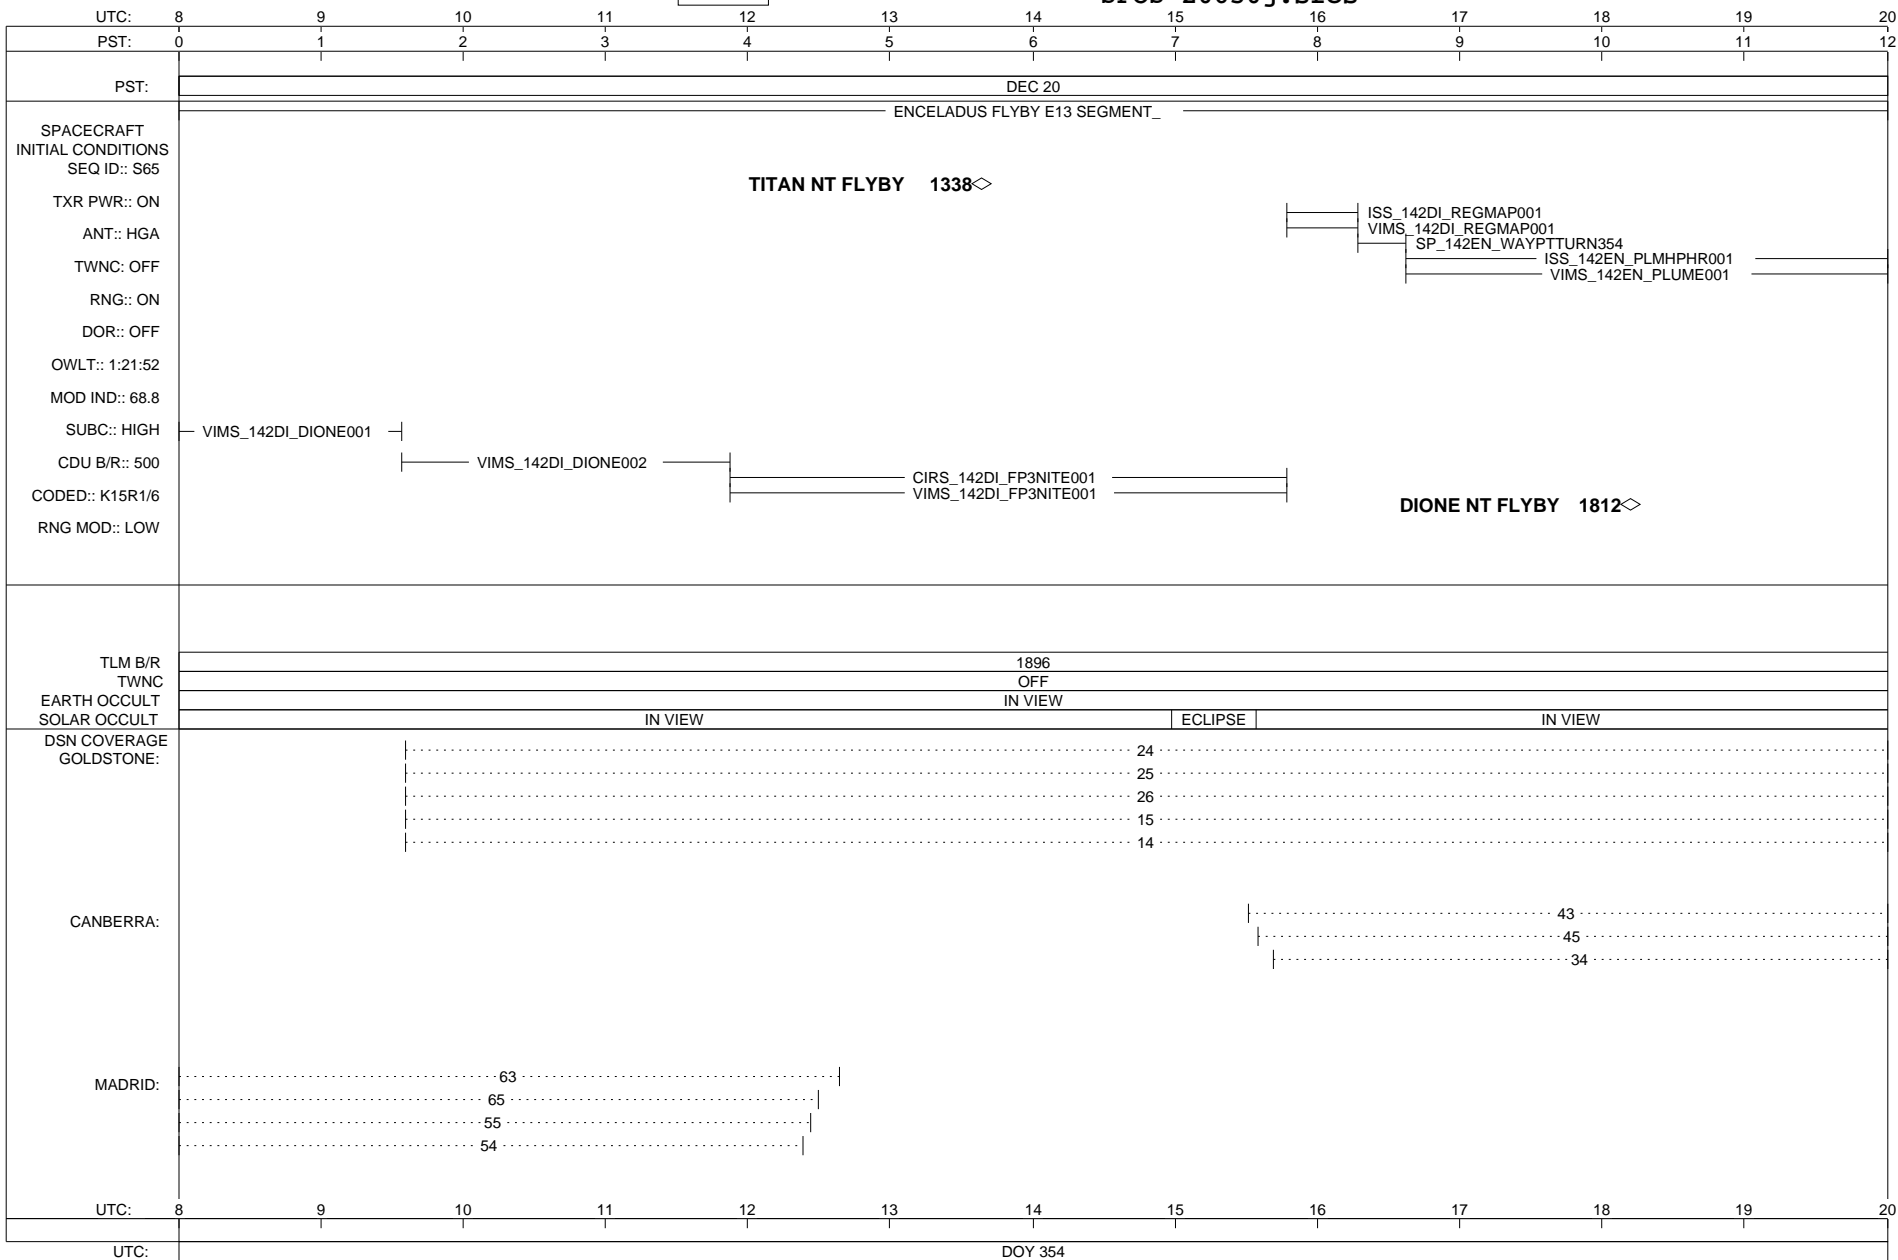 UTC: 8 9 10 11 12 13 14 15 16 17 18 19 20
PST: 0 1 2 3 4 5 6 7 8 9 10 11 12
PST: DEC 20
ENCELADUS FLYBY E13 SEGMENT_
SPACECRAFT
INITIAL CONDITIONS
SEQ ID:: S65
TITAN NT FLYBY 1338
TXR PWR:: ON
ISS_142DI_REGMAP001
VIMS_142DI_REGMAP001
ANT:: HGA
SP_142EN_WAYPTTURN354
ISS_142EN_PLMHPHR001
TWNC: OFF
VIMS_142EN_PLUME001
RNG:: ON
DOR:: OFF
OWLT:: 1:21:52
MOD IND:: 68.8
SUBC:: HIGH
VIMS_142DI_DIONE001
CDU B/R:: 500
VIMS_142DI_DIONE002
CIRS_142DI_FP3NITE001
VIMS_142DI_FP3NITE001
CODED:: K15R1/6
DIONE NT FLYBY 1812
RNG MOD:: LOW
TLM B/R 1896
TWNC OFF
EARTH OCCULT IN VIEW
SOLAR OCCULT IN VIEW ECLIPSE IN VIEW
DSN COVERAGE
GOLDSTONE:
24
25
26
15
14
CANBERRA:
43
45
34
MADRID:
63
65
55
54
UTC: 8 9 10 11 12 13 14 15 16 17 18 19 20
UTC: DOY 354